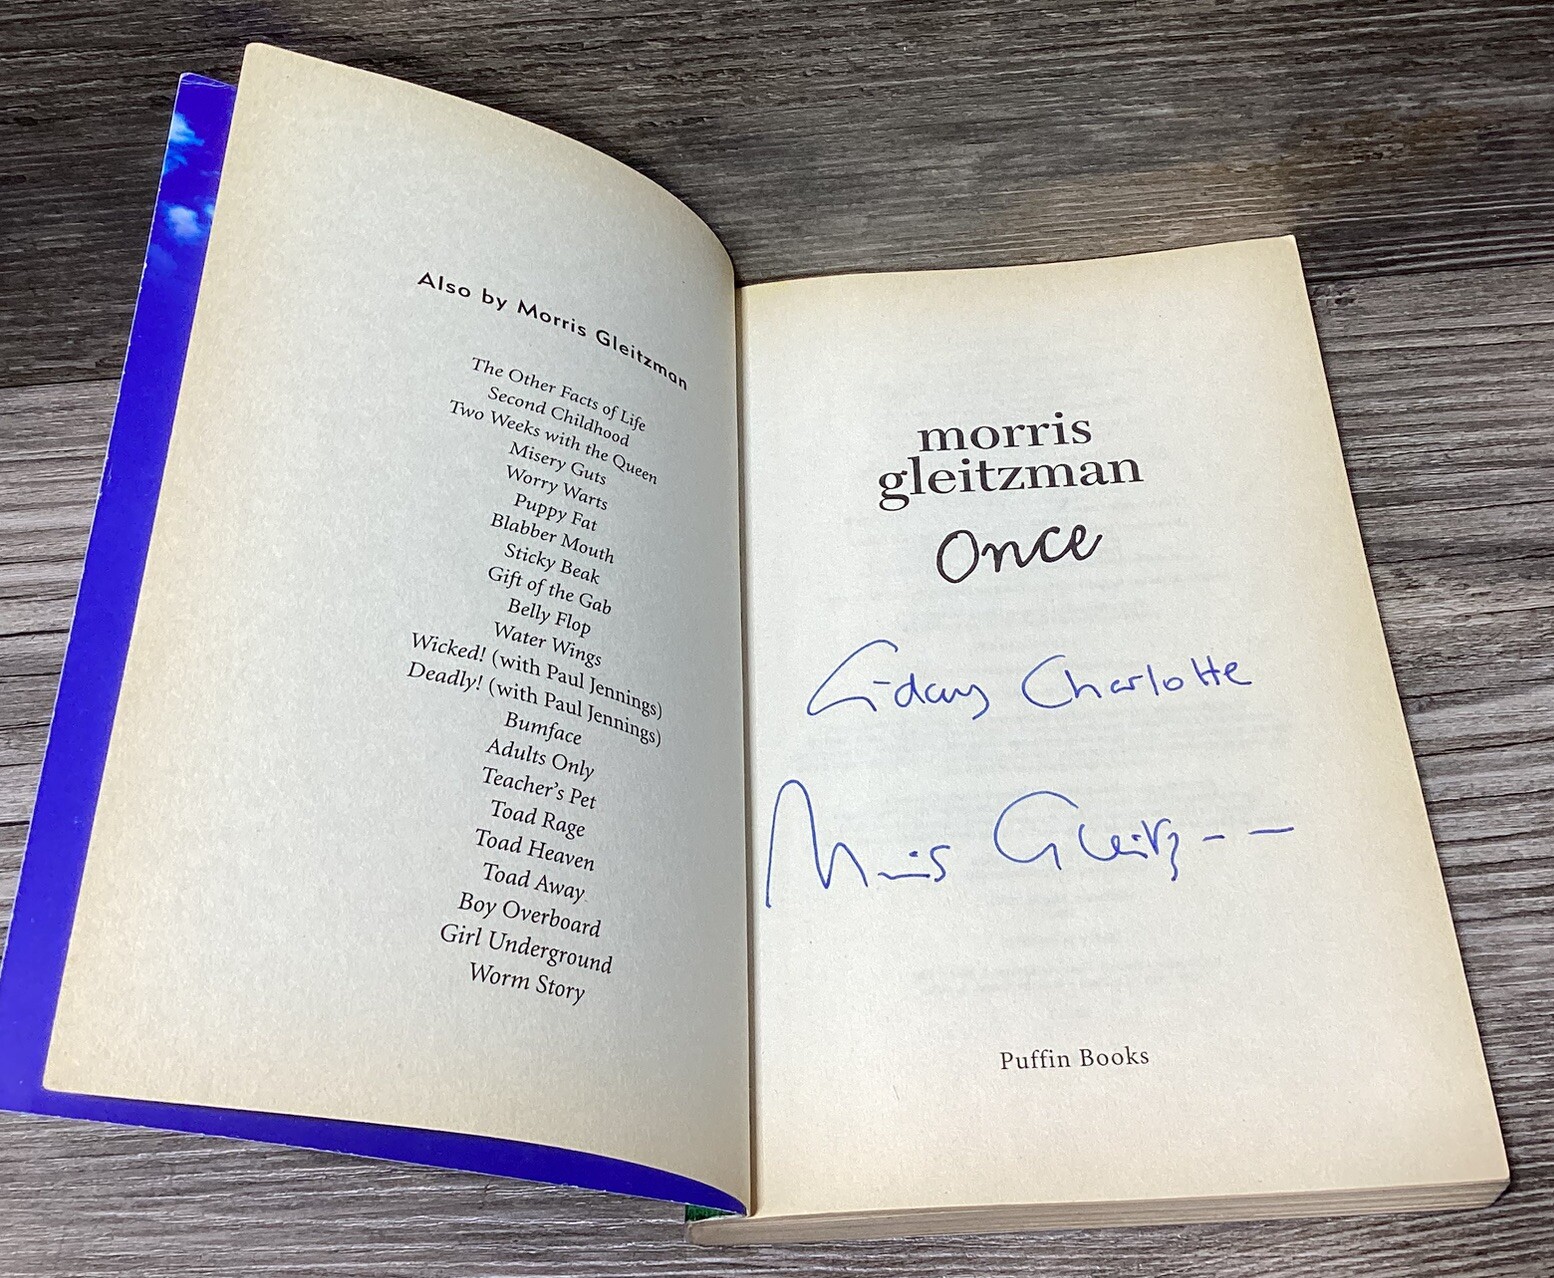 Also by Morris Gleitzman
The Other Facts of Life
Second Childhood
Two Weeks with the Queen
Misery Guts
Worry Warts
Puppy Fat
Blabber Mouth
Sticky Beak
Gift of the Gab
Belly Flop
Water Wings
Wicked! (with Paul Jennings)
Deadly! (with Paul Jennings)
Bumface
Adults Only
Teacher's Pet
Toad Rage
Toad Heaven
Toad Away
Boy Overboard
Girl Underground
Worm Story
morris
gleitzman
Once
G-day Charlotte
Morris Gleitz--
Puffin Books